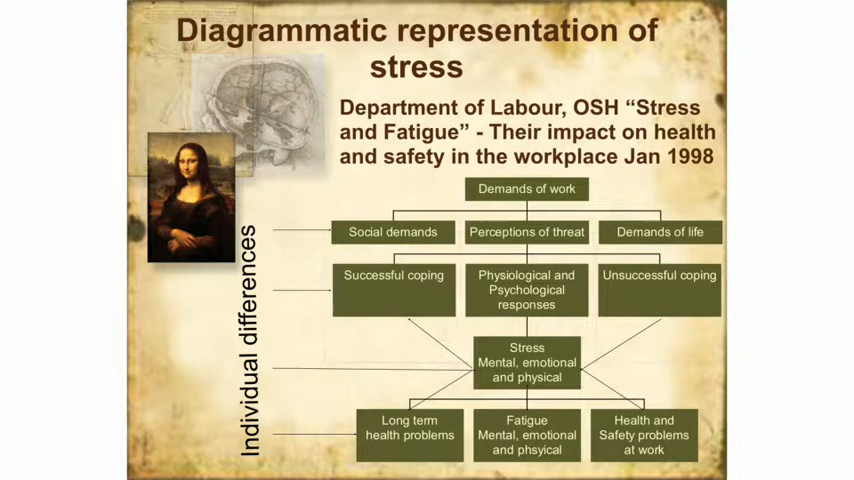 Diagrammatic representation of
stress
Department of Labour, OSH “Stress
and Fatigue” - Their impact on health
and safety in the workplace Jan 1998
Individual differences
Demands of work
Social demands
Perceptions of threat
Demands of life
Successful coping
Physiological and
Psychological
responses
Unsuccessful coping
Stress
Mental, emotional
and physical
Long term
health problems
Fatigue
Mental, emotional
and phsyical
Health and
Safety problems
at work